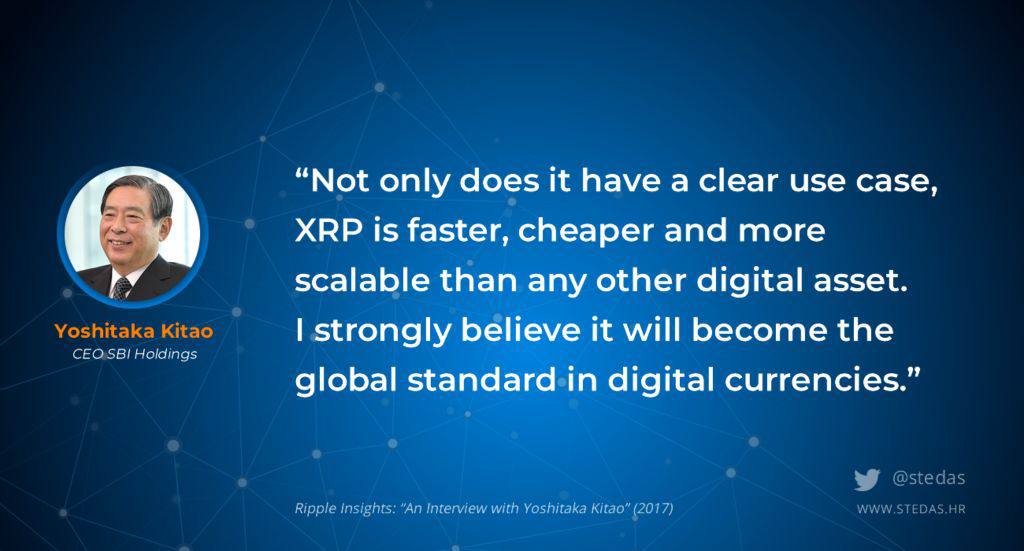 “Not only does it have a clear use case,
XRP is faster, cheaper and more
scalable than any other digital asset.
I strongly believe it will become the
global standard in digital currencies.”
Yoshitaka Kitao
CEO SBI Holdings
Ripple Insights: “An Interview with Yoshitaka Kitao” (2017)
@stedas
WWW.STEDAS.HR